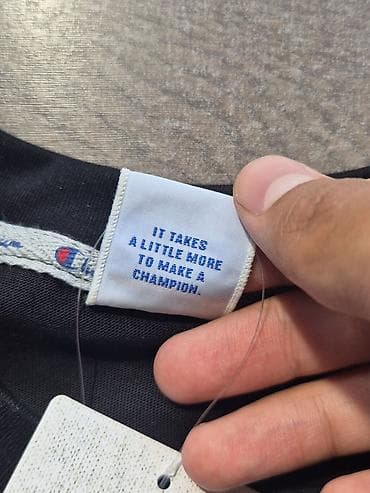 IT TAKES
A LITTLE MORE
TO MAKE A
CHAMPION.